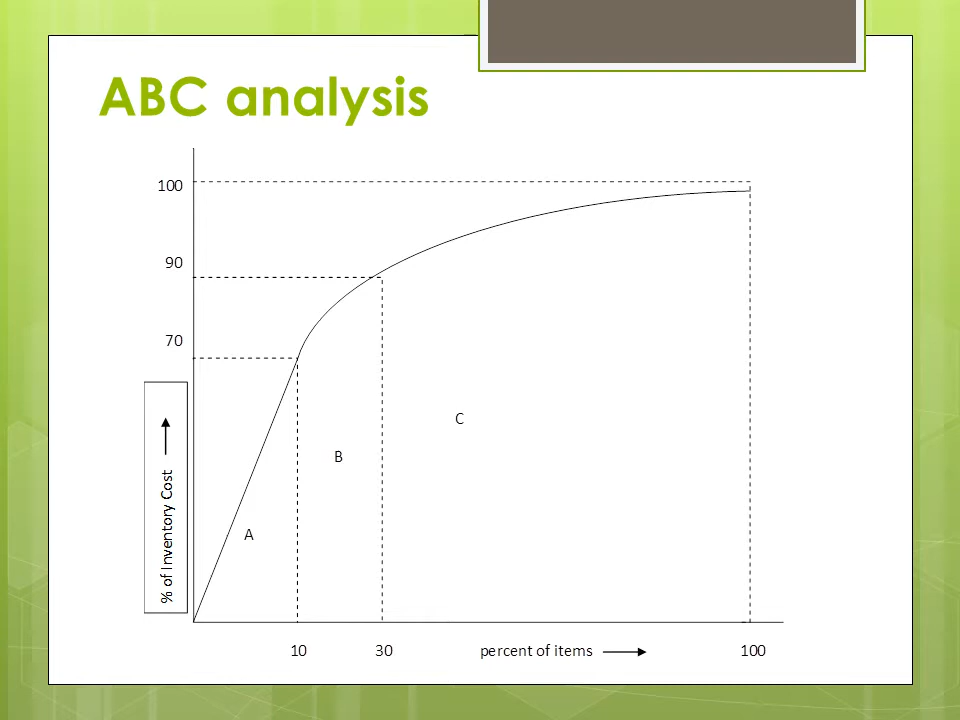 ABC analysis
100
90
70
% of Inventory Cost
A
B
C
10 30 percent of items 100